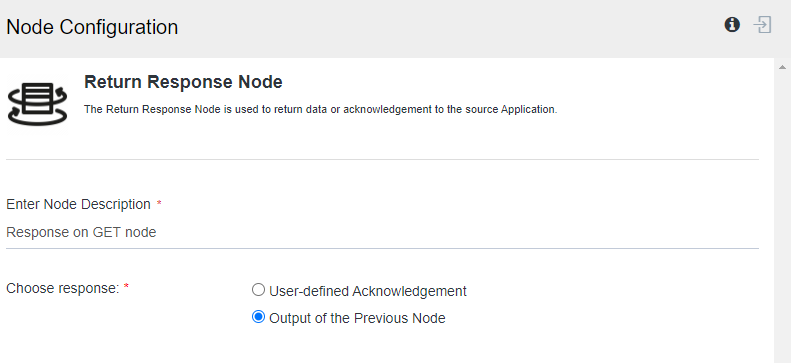 Node Configuration
Return Response Node
The Return Response Node is used to return data or acknowledgement to the source Application.
Enter Node Description *
Response on GET node
Choose response: *
User-defined Acknowledgement
Output of the Previous Node